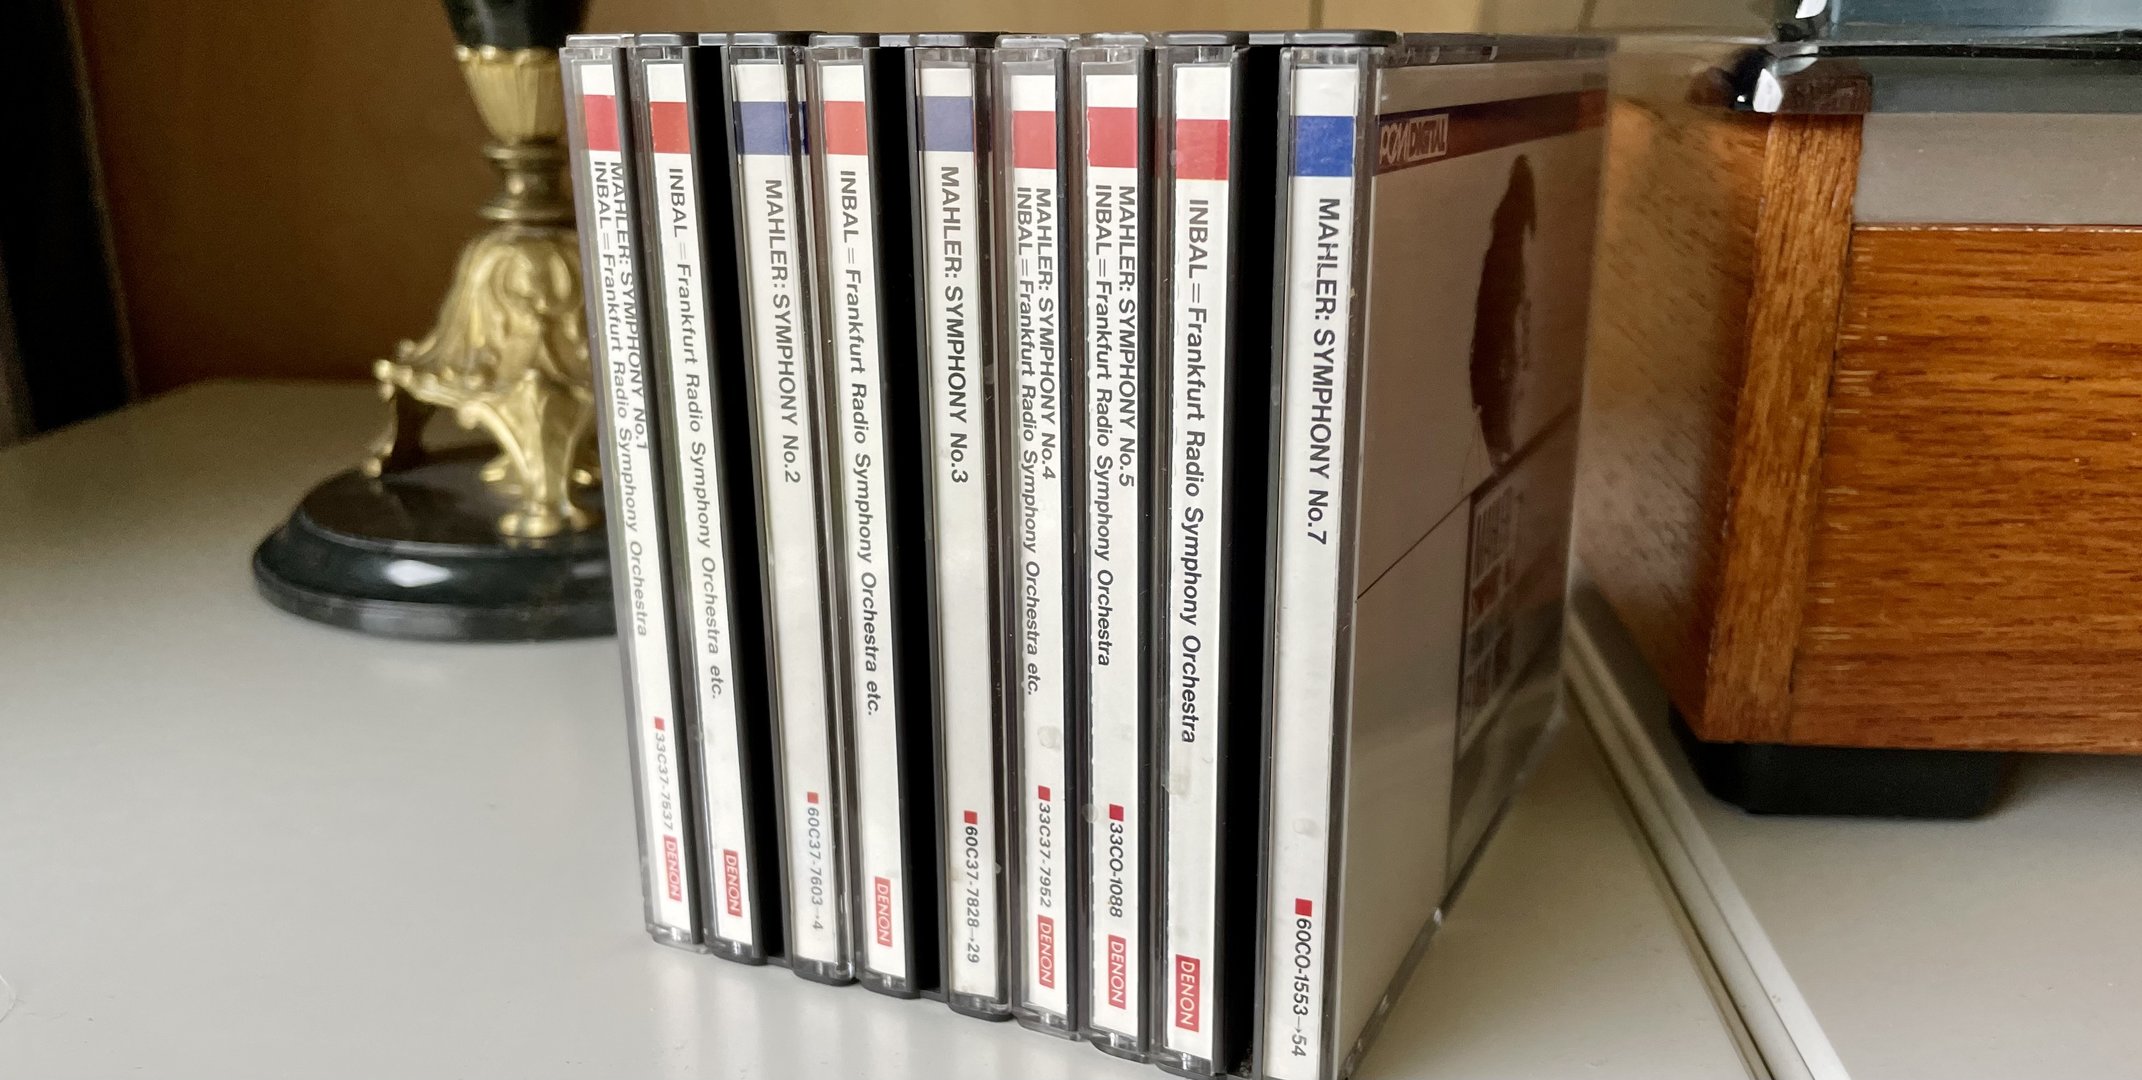 MAHLER: SYMPHONY No.1
INBAL=Frankfurt Radio Symphony Orchestra
■33C37-7537 DENON
INBAL=Frankfurt Radio Symphony Orchestra etc.
DENON
MAHLER: SYMPHONY No.2
■60C37-7603→4
INBAL=Frankfurt Radio Symphony Orchestra etc.
DENON
MAHLER: SYMPHONY No.3
■60C37-7828→29
MAHLER: SYMPHONY No.4
INBAL=Frankfurt Radio Symphony Orchestra etc.
■33C37-7952 DENON
MAHLER: SYMPHONY No.5
INBAL=Frankfurt Radio Symphony Orchestra
■33CO-1088 DENON
INBAL=Frankfurt Radio Symphony Orchestra
DENON
MAHLER: SYMPHONY No.7
■60CO-1553→54
DIGITAL